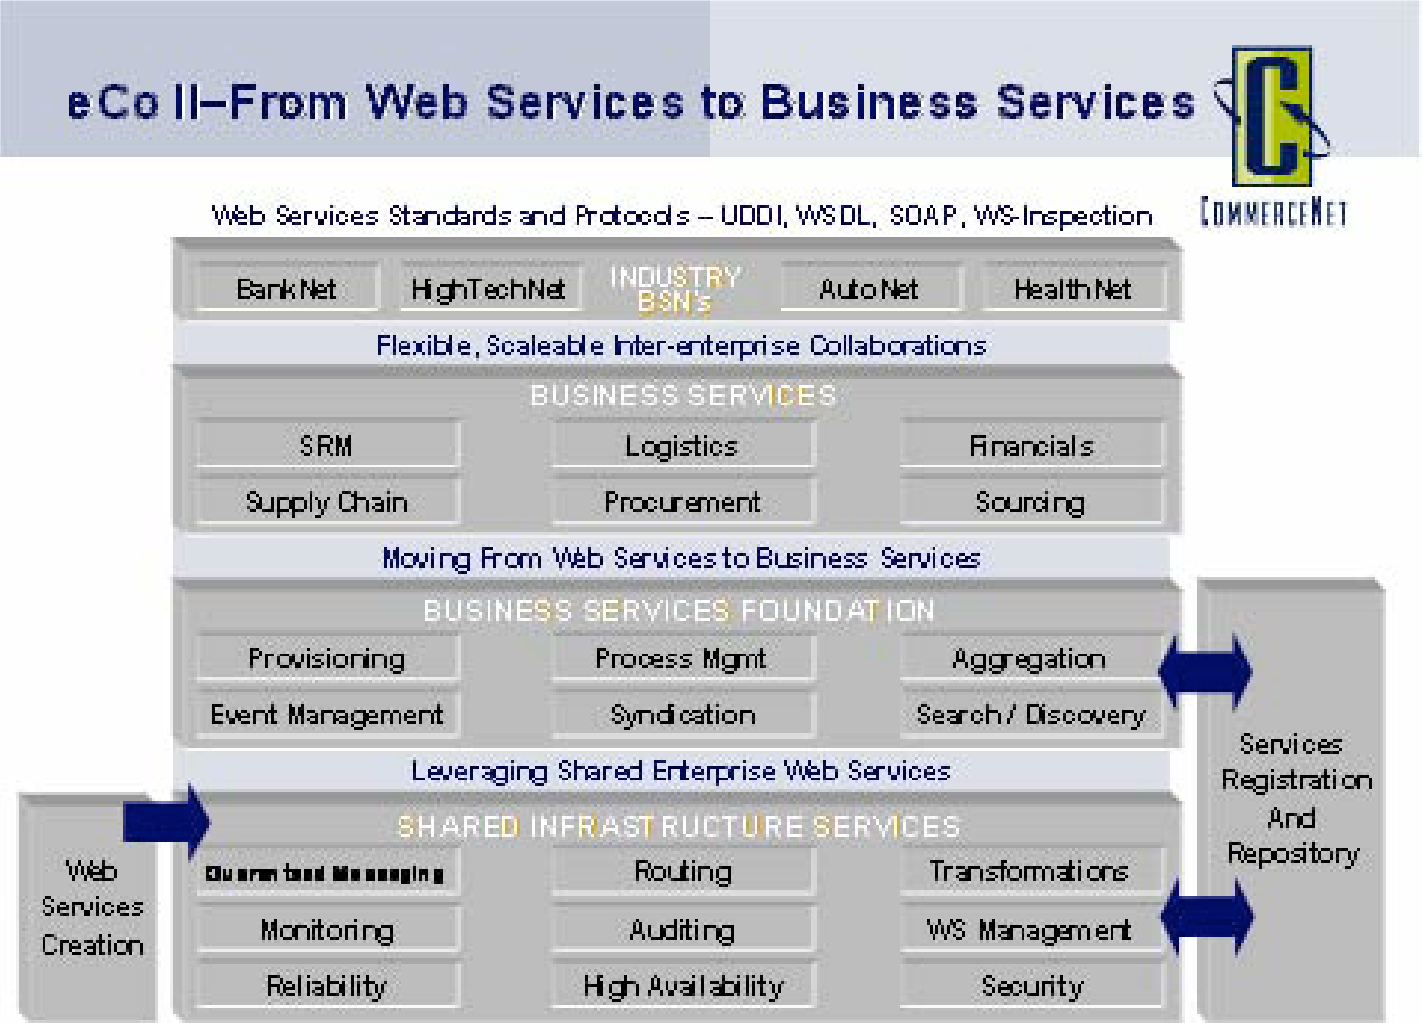 eCo II–From Web Services to Business Services
C
COMMERCENET
Web Services Standards and Protocols – UDDI, WSDL, SOAP, WS-Inspection
BankNet
HighTechNet
INDUSTRY
BSN's
AutoNet
HealthNet
Flexible, Scaleable Inter-enterprise Collaborations
BUSINESS SERVICES
SRM
Logistics
Financials
Supply Chain
Procurement
Sourcing
Moving From Web Services to Business Services
BUSINESS SERVICES FOUNDATION
Provisioning
Process Mgmt
Aggregation
Event Management
Syndication
Search / Discovery
Leveraging Shared Enterprise Web Services
SHARED INFRASTRUCTURE SERVICES
Guaranteed Messaging
Routing
Transformations
Monitoring
Auditing
WS Management
Reliability
High Availability
Security
Web
Services
Creation
Services
Registration
And
Repository